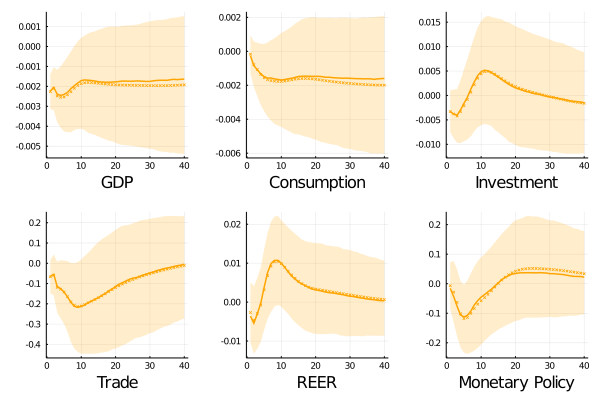 0.001
0.000
-0.001
-0.002
-0.003
-0.004
-0.005
0 10 20 30 40
GDP
0.002
0.000
-0.002
-0.004
-0.006
0 10 20 30 40
Consumption
0.015
0.010
0.005
0.000
-0.005
-0.010
0 10 20 30 40
Investment
0.2
0.1
0.0
-0.1
-0.2
-0.3
-0.4
0 10 20 30 40
Trade
0.02
0.01
0.00
-0.01
0 10 20 30 40
REER
0.2
0.1
0.0
-0.1
-0.2
0 10 20 30 40
Monetary Policy